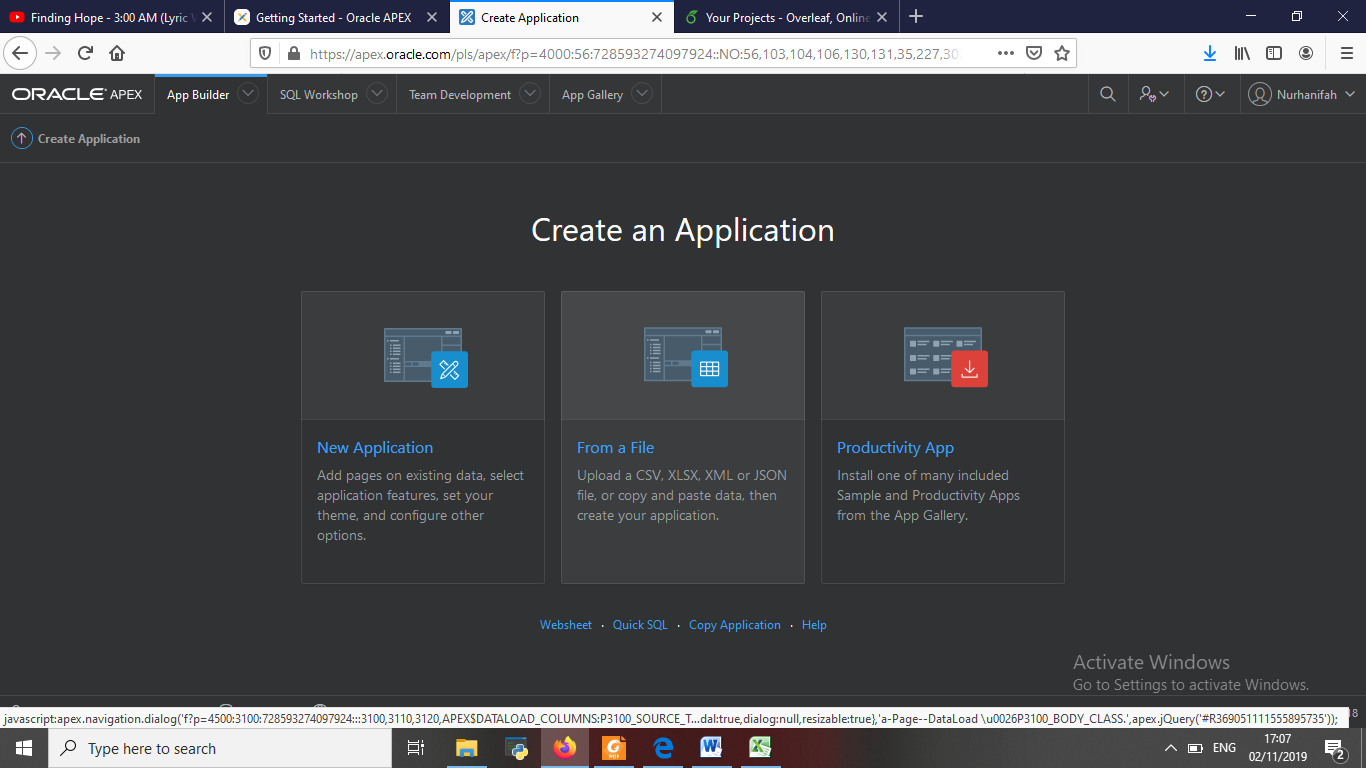 Finding Hope - 3:00 AM (Lyric V
Getting Started - Oracle APEX
Create Application
Your Projects - Overleaf, Online
https://apex.oracle.com/pls/apex/f?p=4000:56:728593274097924::NO:56,103,104,106,130,131,35,227,30
ORACLE APEX
App Builder
SQL Workshop
Team Development
App Gallery
Nurhanifah
Create Application
Create an Application
New Application
Add pages on existing data, select
application features, set your
theme, and configure other
options.
From a File
Upload a CSV, XLSX, XML or JSON
file, or copy and paste data, then
create your application.
Productivity App
Install one of many included
Sample and Productivity Apps
from the App Gallery.
Websheet · Quick SQL · Copy Application · Help
Activate Windows
Go to Settings to activate Windows.
javascript:apex.navigation.dialog('f?p=4500:3100:728593274097924:::3100,3110,3120,APEX$DATALOAD_COLUMNS:P3100_SOURCE_T...dal:true,dialog:null,resizable:true},'a-Page--DataLoad \u0026P3100_BODY_CLASS.',apex.jQuery('#R369051111555895735'));
18
Type here to search
PDF
ENG
17:07
02/11/2019
2